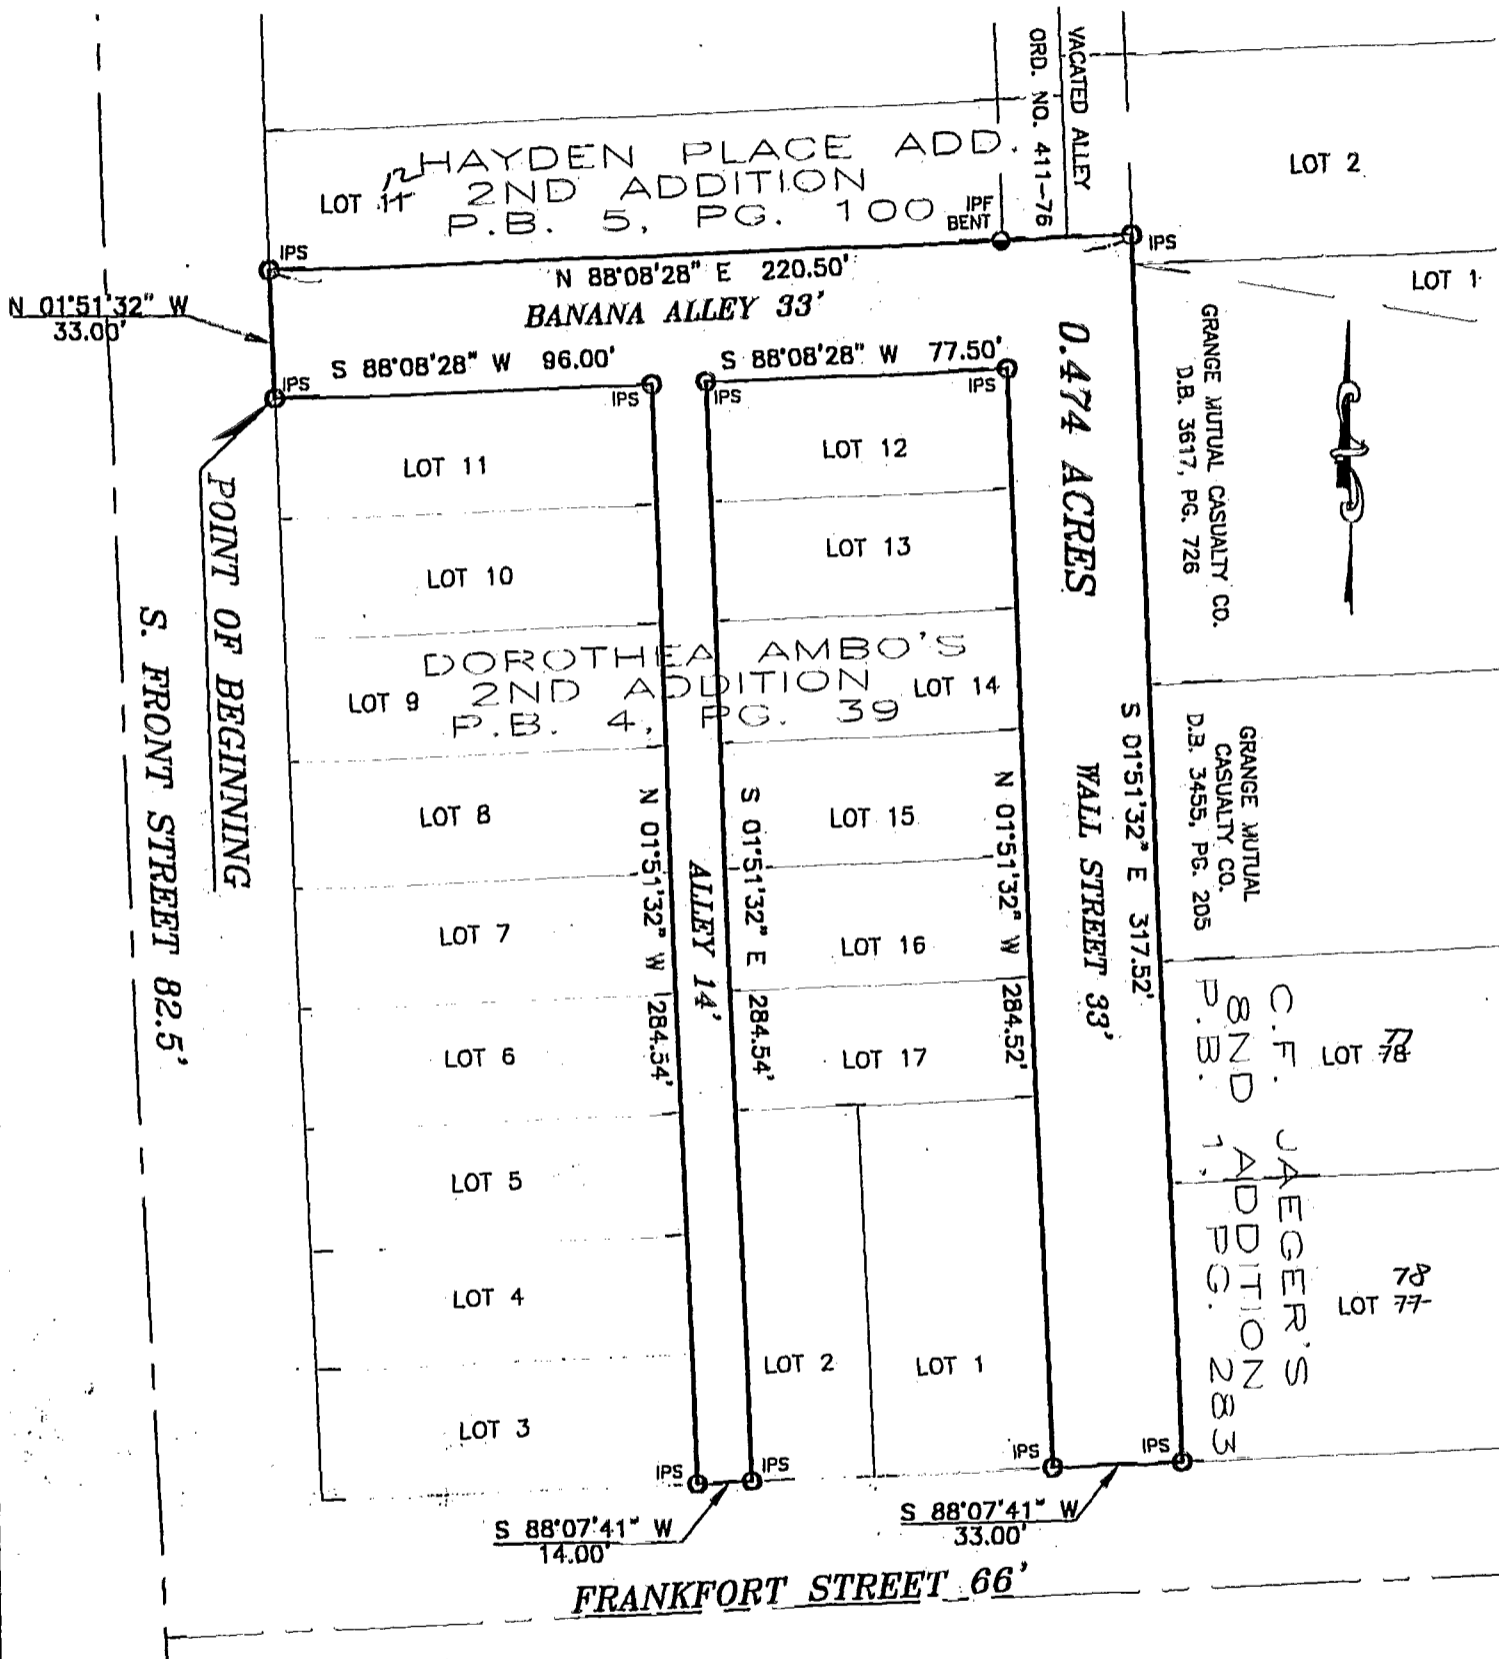 VACATED ALLEY
ORD. NO. 411-76
LOT 2
HAYDEN PLACE ADD.
2ND ADDITION
P.B. 5, PG. 100
LOT 11 12
IPF
BENT
IPS
IPS
N 88°08'28" E 220.50'
BANANA ALLEY 33'
LOT 1
N 01°51'32" W
33.00'
S 88°08'28" W 96.00'
S 88°08'28" W 77.50'
IPS
IPS
IPS
IPS
0.474 ACRES
GRANGE MUTUAL CASUALTY CO.
D.B. 3617, PG. 726
POINT OF BEGINNING
S. FRONT STREET 82.5'
LOT 11
LOT 12
LOT 10
LOT 13
DOROTHEA AMBO'S
2ND ADDITION
P.B. 4, PG. 39
LOT 9
LOT 14
LOT 8
LOT 15
LOT 7
LOT 16
LOT 6
LOT 17
LOT 5
LOT 4
LOT 3
LOT 2
LOT 1
N 01°51'32" W 284.54'
ALLEY 14'
S 01°51'32" E 284.54'
N 01°51'32" W 284.52'
WALL STREET 33'
S 01°51'32" E 317.52'
GRANGE MUTUAL
CASUALTY CO.
D.B. 3455, PG. 205
C.F. JAEGER'S
8ND ADDITION
P.B. 1, PG. 283
LOT 78 77
LOT 77 78
IPS
IPS
IPS
IPS
S 88°07'41" W
14.00'
S 88°07'41" W
33.00'
FRANKFORT STREET 66'